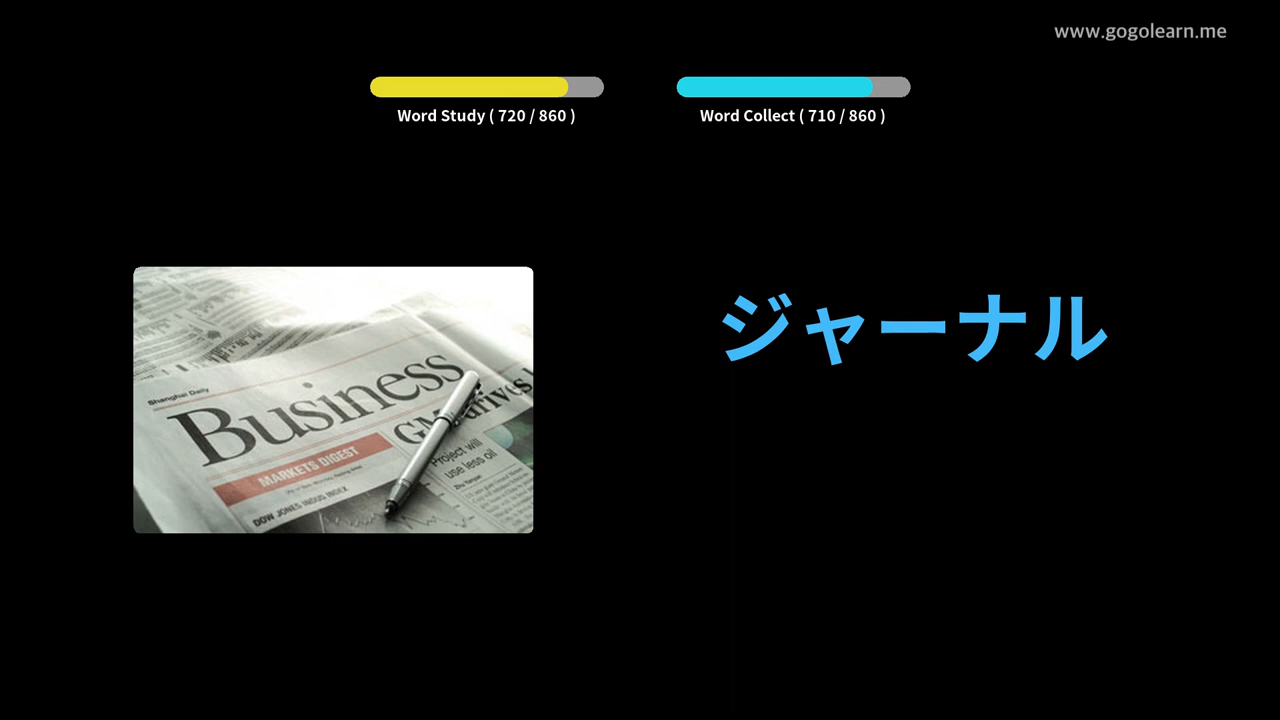 www.gogolearn.me
Word Study ( 720 / 860 )
Word Collect ( 710 / 860 )
ジャーナル
Shanghai Daily
Business
MARKETS DIGEST
DOW JONES INDUS INDEX
GM
drives
Project will
use less oil